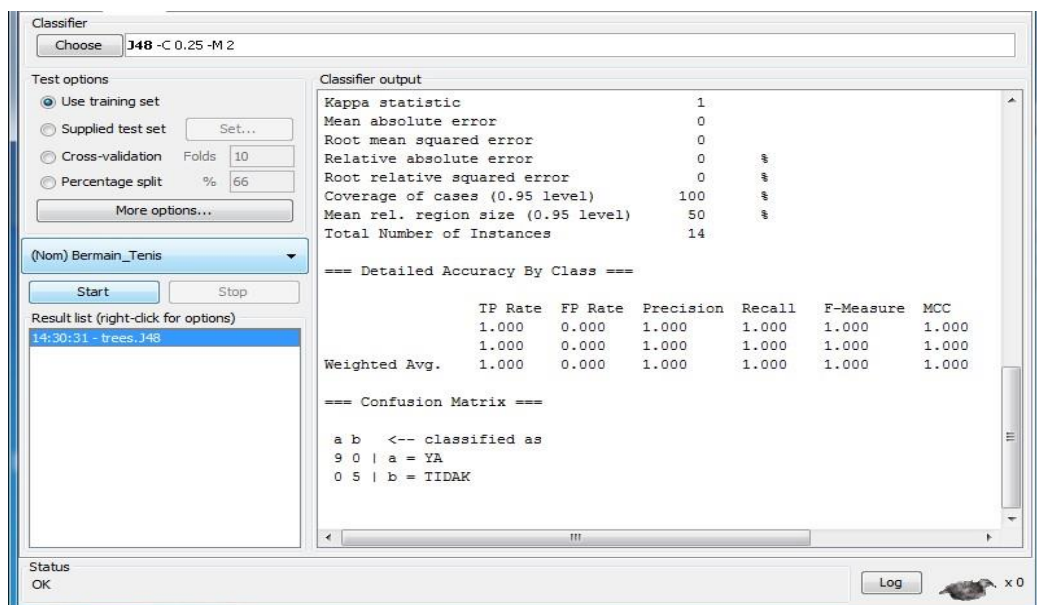 Classifier
Choose J48 -C 0.25 -M 2
Test options
Use training set
Supplied test set Set...
Cross-validation Folds 10
Percentage split % 66
More options...
(Nom) Bermain_Tenis
Start Stop
Result list (right-click for options)
14:30:31 - trees.J48
Classifier output
Kappa statistic 1
Mean absolute error 0
Root mean squared error 0
Relative absolute error 0 %
Root relative squared error 0 %
Coverage of cases (0.95 level) 100 %
Mean rel. region size (0.95 level) 50 %
Total Number of Instances 14
=== Detailed Accuracy By Class ===
TP Rate FP Rate Precision Recall F-Measure MCC
1.000 0.000 1.000 1.000 1.000 1.000
1.000 0.000 1.000 1.000 1.000 1.000
Weighted Avg. 1.000 0.000 1.000 1.000 1.000 1.000
=== Confusion Matrix ===
a b <-- classified as
9 0 | a = YA
0 5 | b = TIDAK
Status
OK
Log x 0